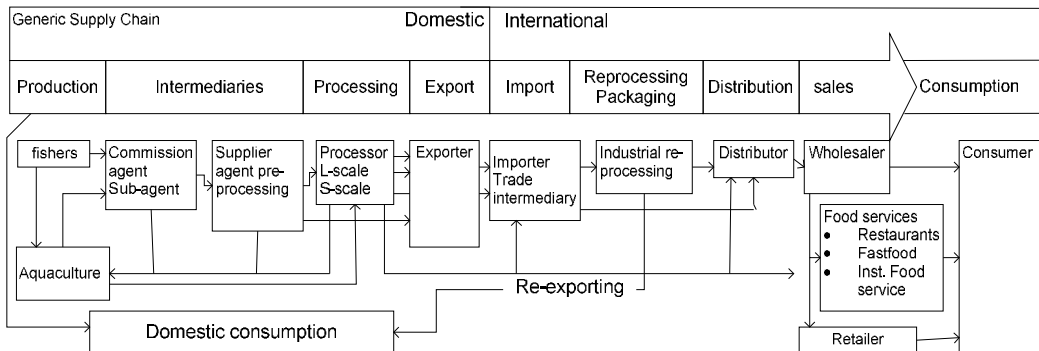 Generic Supply Chain
Domestic
International
Production
Intermediaries
Processing
Export
Import
Reprocessing
Packaging
Distribution
sales
Consumption
fishers
Commission
agent
Sub-agent
Supplier
agent pre-
processing
Processor
L-scale
S-scale
Exporter
Importer
Trade
intermediary
Industrial re-
processing
Distributor
Wholesaler
Consumer
Food services
• Restaurants
• Fastfood
• Inst. Food
service
Aquaculture
Re-exporting
Domestic consumption
Retailer